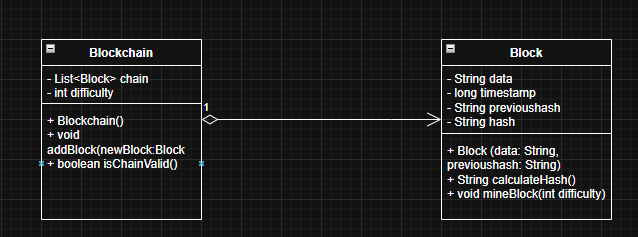 Blockchain
- List<Block> chain
- int difficulty
+ Blockchain()
+ void
addBlock(newBlock:Block
+ boolean isChainValid()
1
Block
- String data
- long timestamp
- String previoushash
- String hash
+ Block (data: String,
previoushash: String)
+ String calculateHash()
+ void mineBlock(int difficulty)